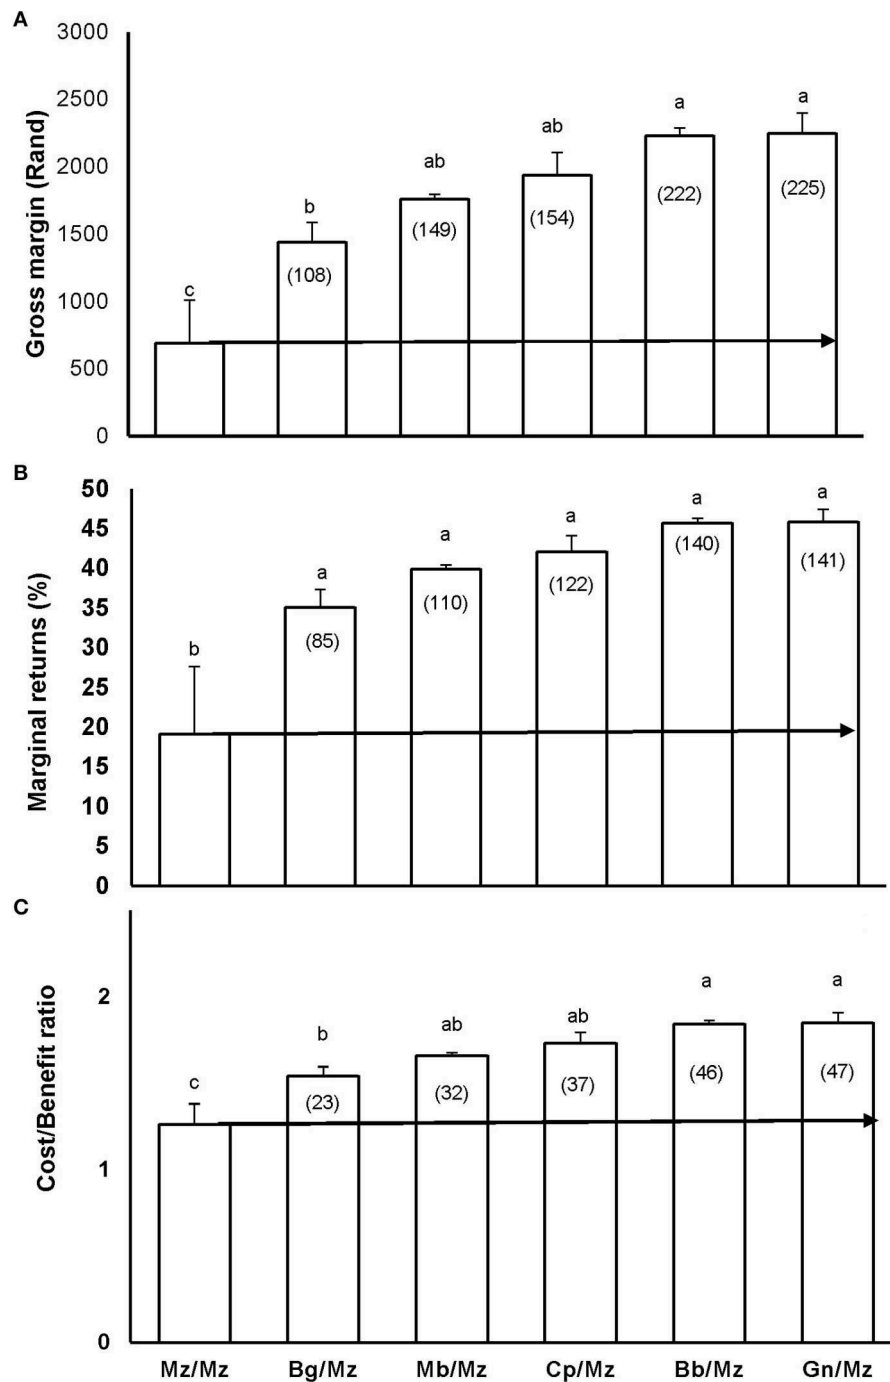 A
3000
2500
2000
1500
1000
500
0
Gross margin (Rand)
c
b
ab
ab
a
a
(108)
(149)
(154)
(222)
(225)
B
50
45
40
35
30
25
20
15
10
5
0
Marginal returns (%)
b
a
a
a
a
a
(85)
(110)
(122)
(140)
(141)
C
2
1
0
Cost/Benefit ratio
c
b
ab
ab
a
a
(23)
(32)
(37)
(46)
(47)
Mz/Mz Bg/Mz Mb/Mz Cp/Mz Bb/Mz Gn/Mz